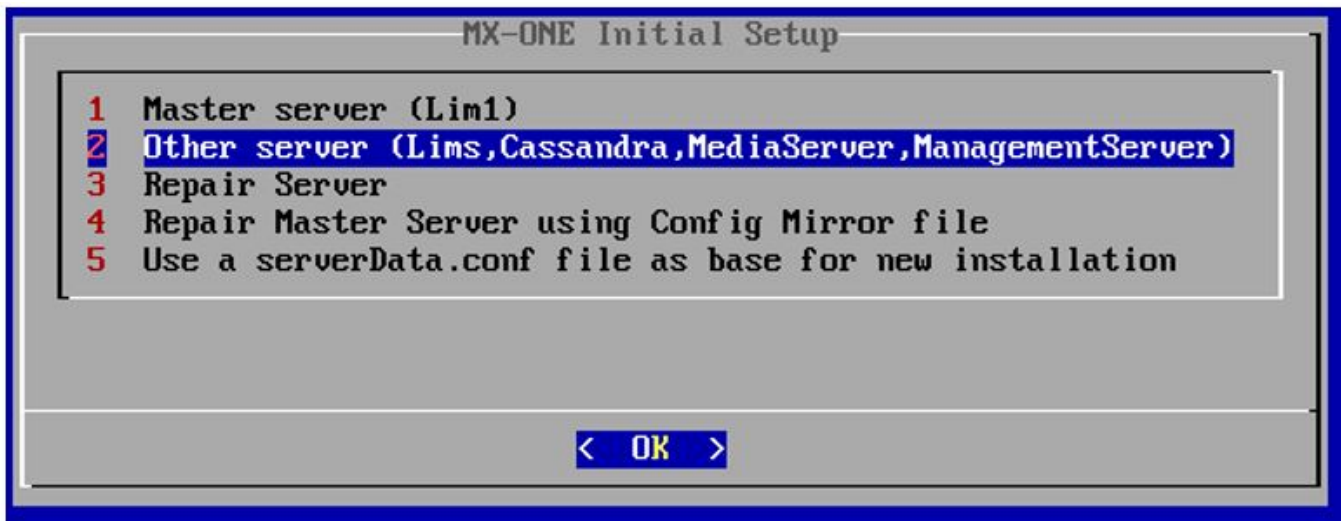 MX-ONE Initial Setup
1 Master server (Lim1)
2 Other server (Lims,Cassandra,MediaServer,ManagementServer)
3 Repair Server
4 Repair Master Server using Config Mirror file
5 Use a serverData.conf file as base for new installation
< OK >